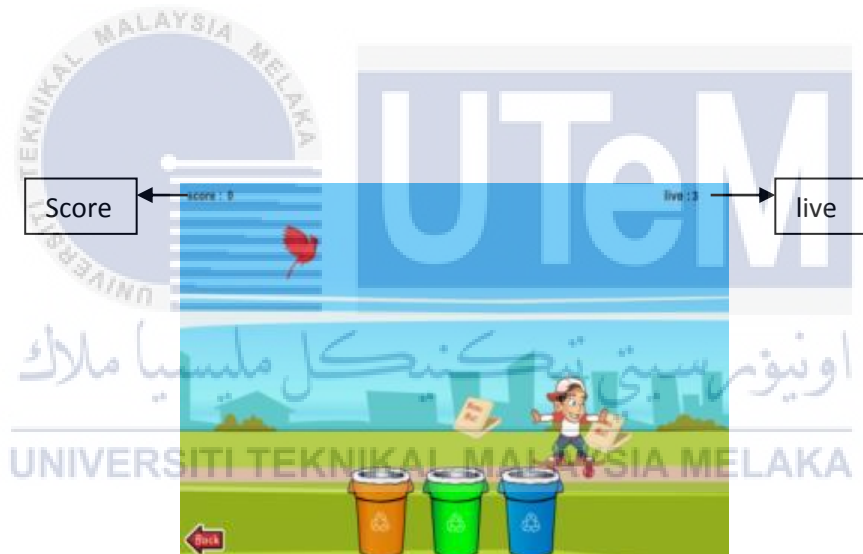 UNIVERSITI TEKNIKAL MALAYSIA MELAKA
UTeM
Score
score : 0
live :3
live
اونيۏرسيتي تيكنيكل مليسيا ملاك
UNIVERSITI TEKNIKAL MALAYSIA MELAKA
Back